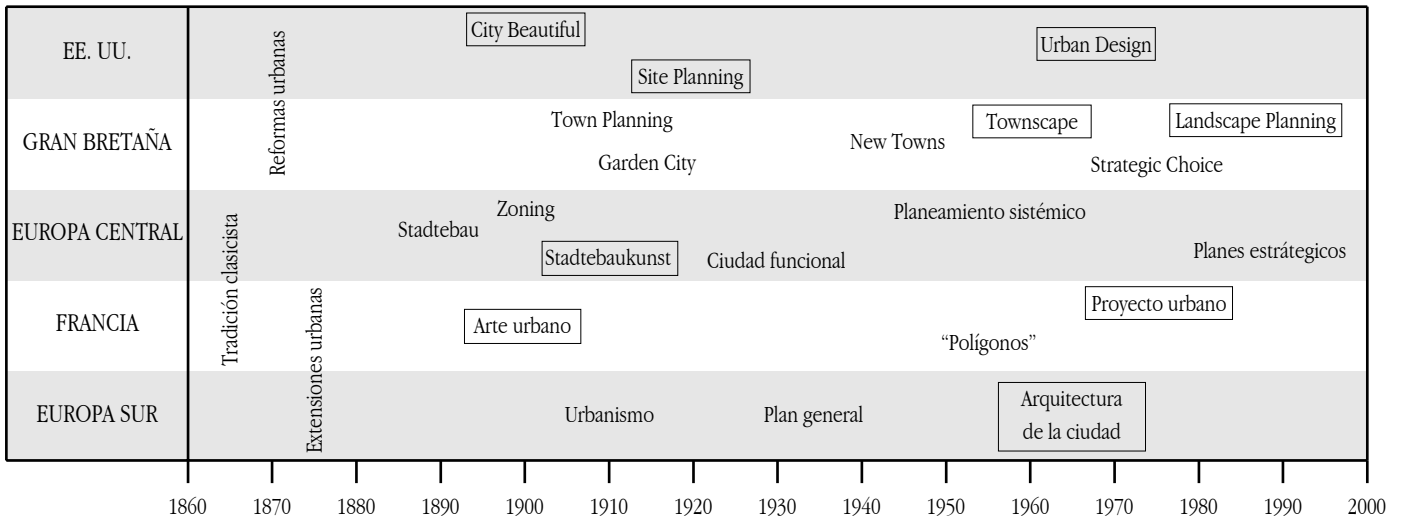 EE. UU.
City Beautiful
Urban Design
Site Planning
Reformas urbanas
GRAN BRETAÑA
Town Planning
Garden City
New Towns
Townscape
Landscape Planning
Strategic Choice
EUROPA CENTRAL
Tradición clasicista
Stadtebau
Zoning
Stadtebaukunst
Ciudad funcional
Planeamiento sistémico
Planes estrátegicos
FRANCIA
Extensiones urbanas
Arte urbano
"Polígonos"
Proyecto urbano
EUROPA SUR
Urbanismo
Plan general
Arquitectura
de la ciudad
1860 1870 1880 1890 1900 1910 1920 1930 1940 1950 1960 1970 1980 1990 2000